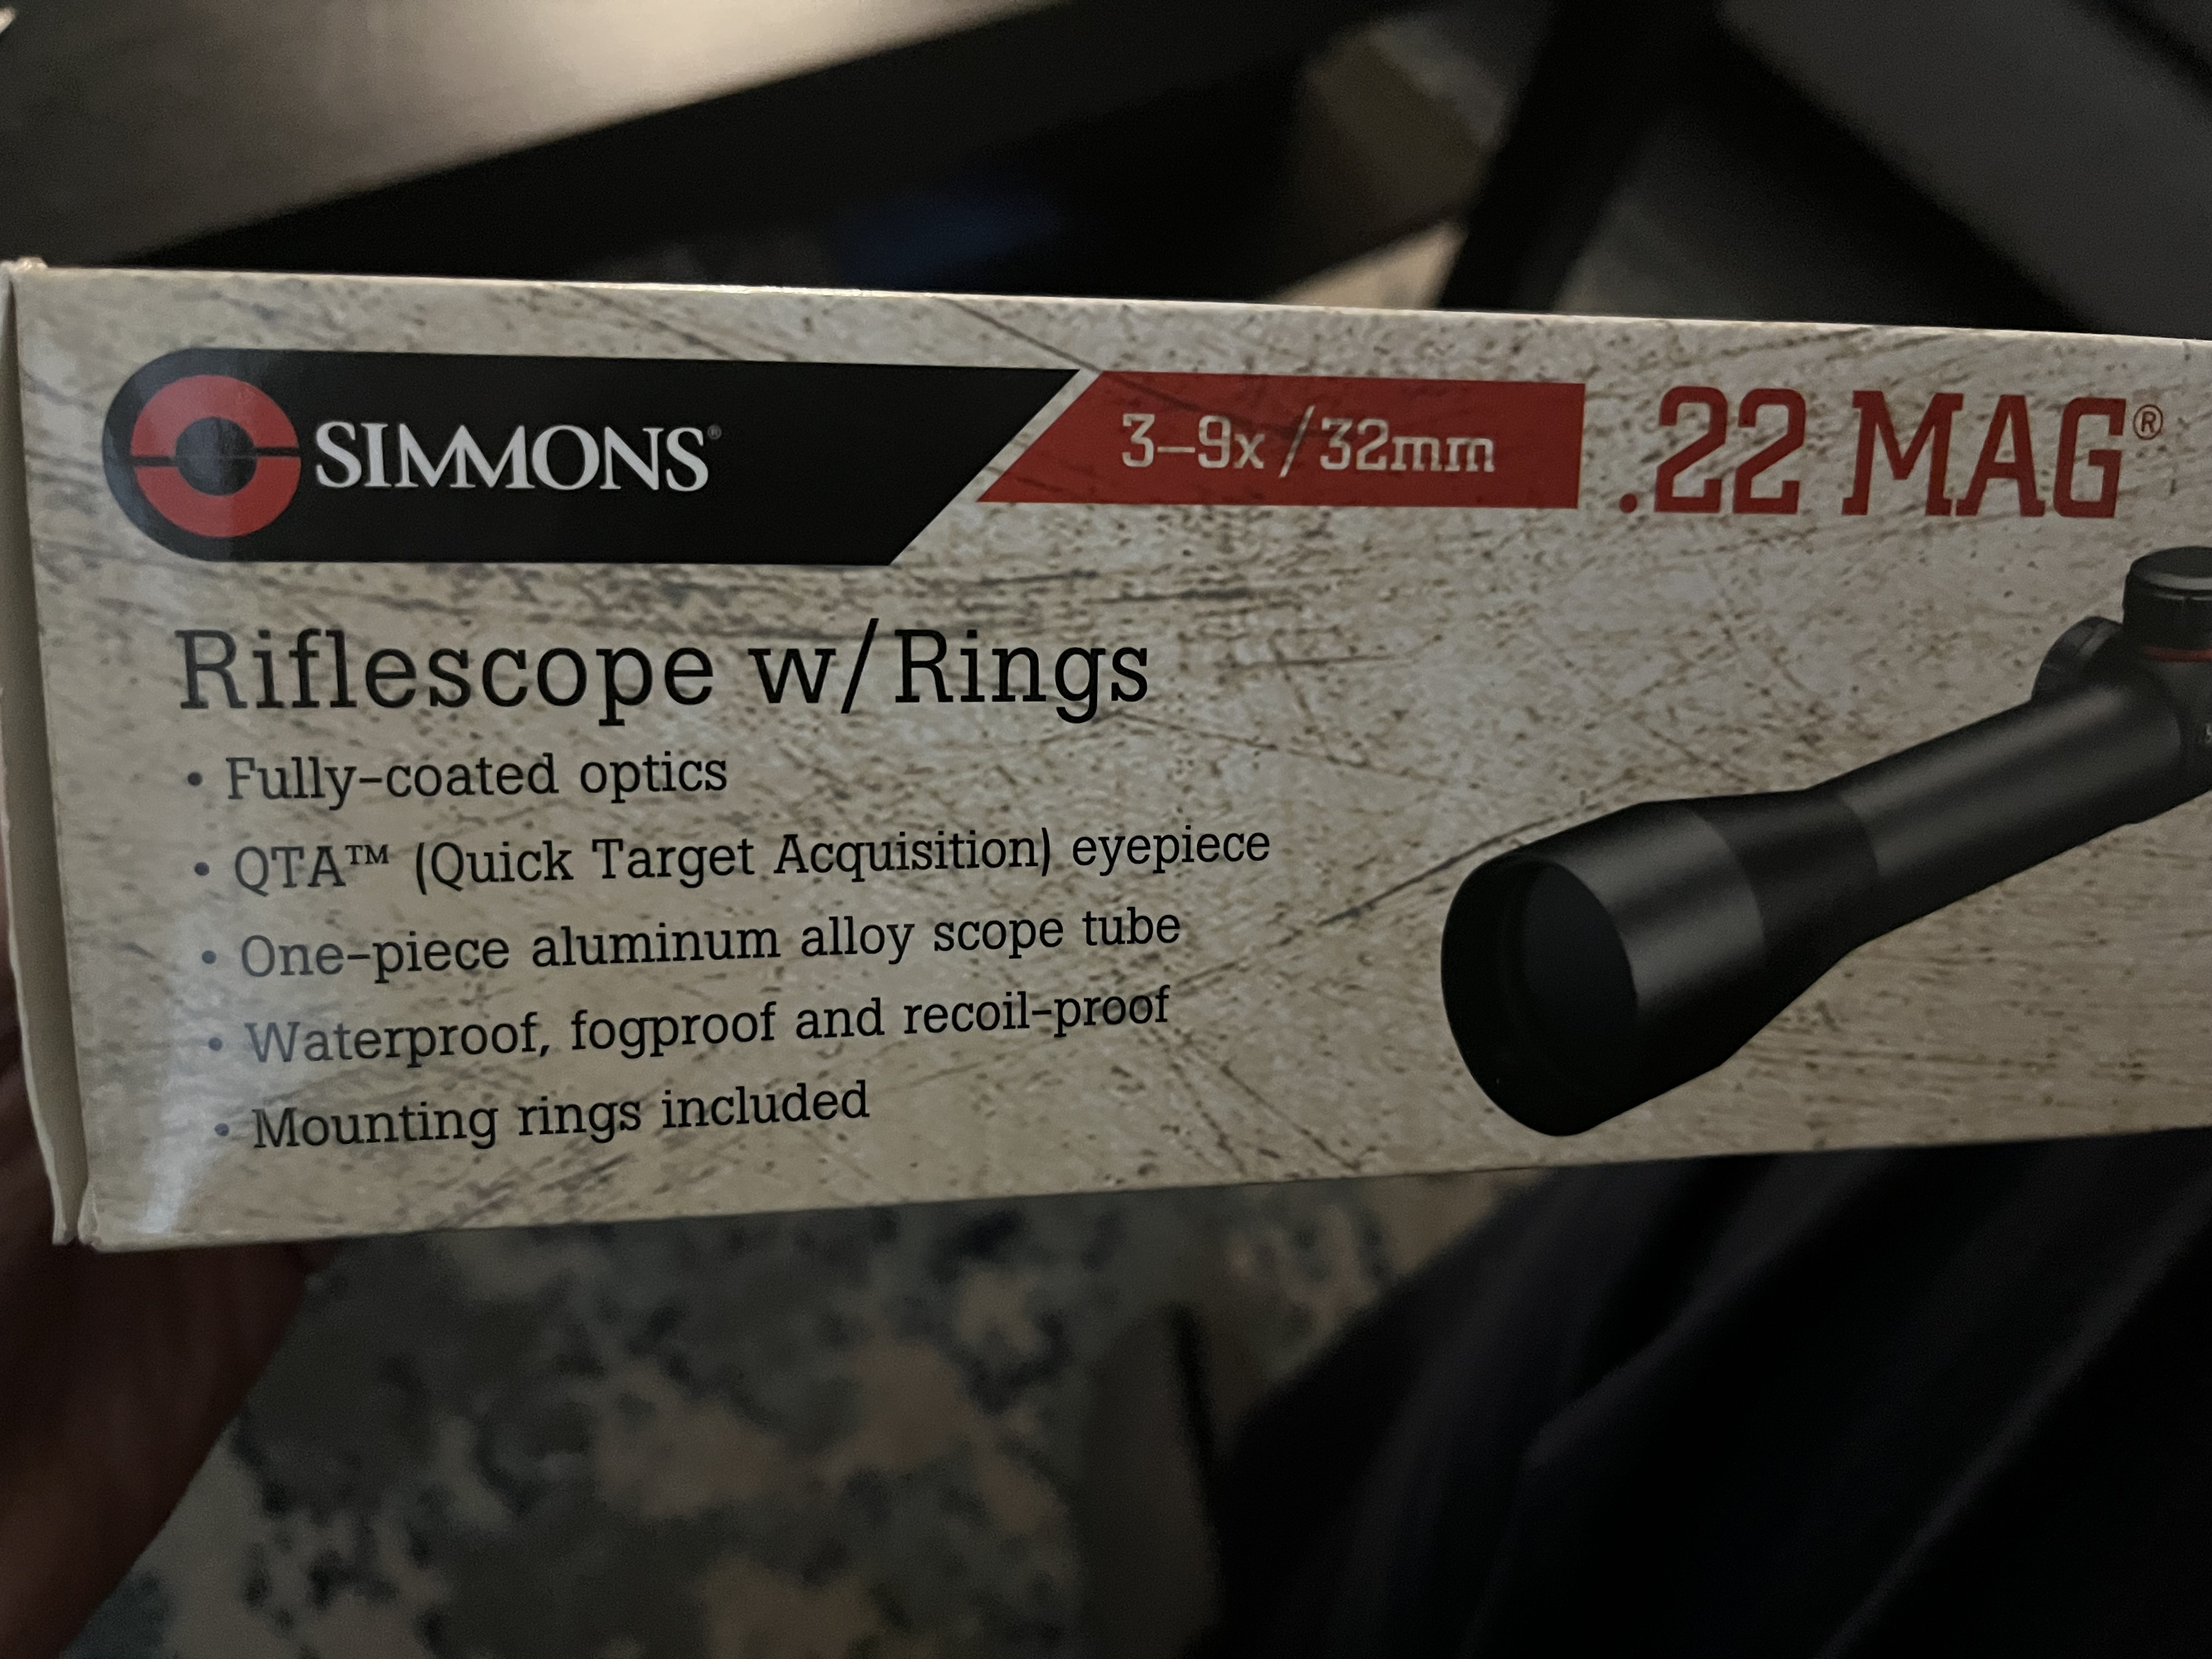 SIMMONS® 3–9x / 32mm .22 MAG®
Riflescope w/ Rings
• Fully–coated optics
• QTA™ (Quick Target Acquisition) eyepiece
• One–piece aluminum alloy scope tube
• Waterproof, fogproof and recoil–proof
• Mounting rings included